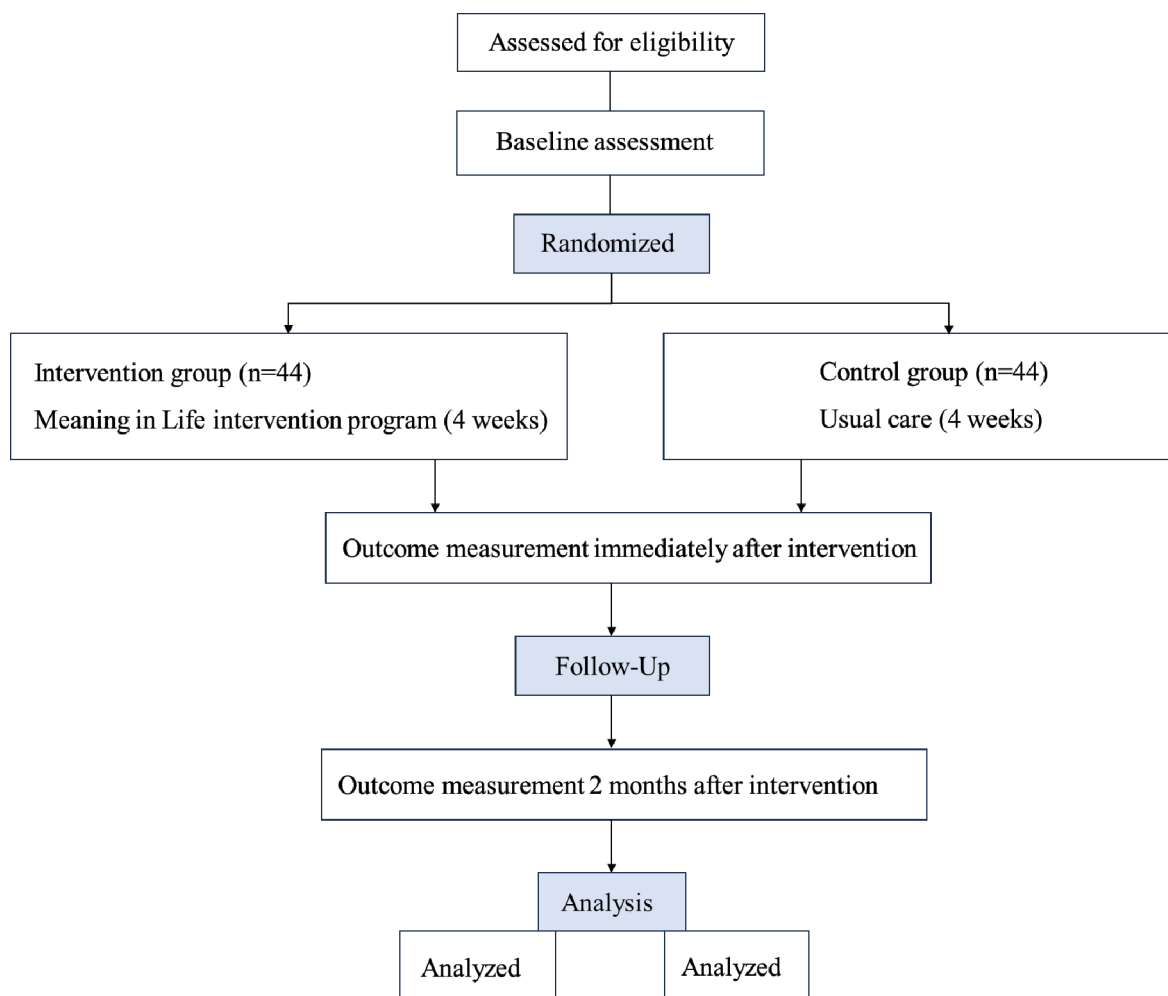 Assessed for eligibility
Baseline assessment
Randomized
Intervention group (n=44)
Meaning in Life intervention program (4 weeks)
Control group (n=44)
Usual care (4 weeks)
Outcome measurement immediately after intervention
Follow-Up
Outcome measurement 2 months after intervention
Analysis
Analyzed
Analyzed